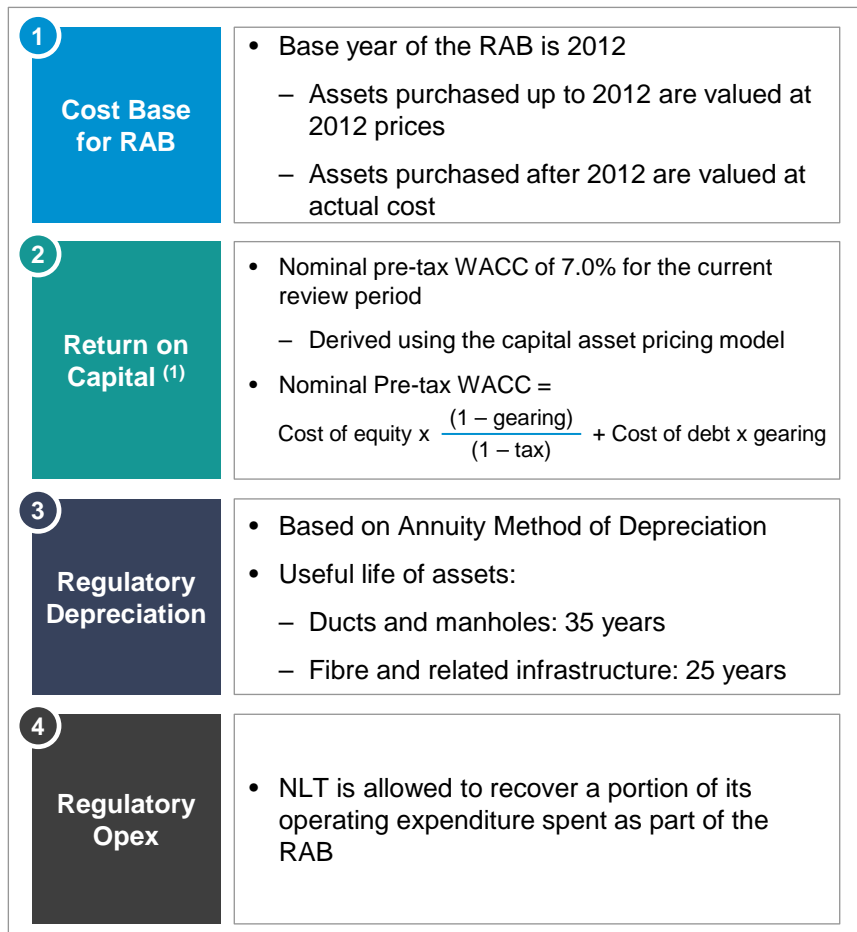 1
Cost Base
for RAB
• Base year of the RAB is 2012
– Assets purchased up to 2012 are valued at
2012 prices
– Assets purchased after 2012 are valued at
actual cost
2
Return on
Capital (1)
• Nominal pre-tax WACC of 7.0% for the current
review period
– Derived using the capital asset pricing model
• Nominal Pre-tax WACC =
Cost of equity x (1 – gearing) / (1 – tax) + Cost of debt x gearing
3
Regulatory
Depreciation
• Based on Annuity Method of Depreciation
• Useful life of assets:
– Ducts and manholes: 35 years
– Fibre and related infrastructure: 25 years
4
Regulatory
Opex
• NLT is allowed to recover a portion of its
operating expenditure spent as part of the
RAB